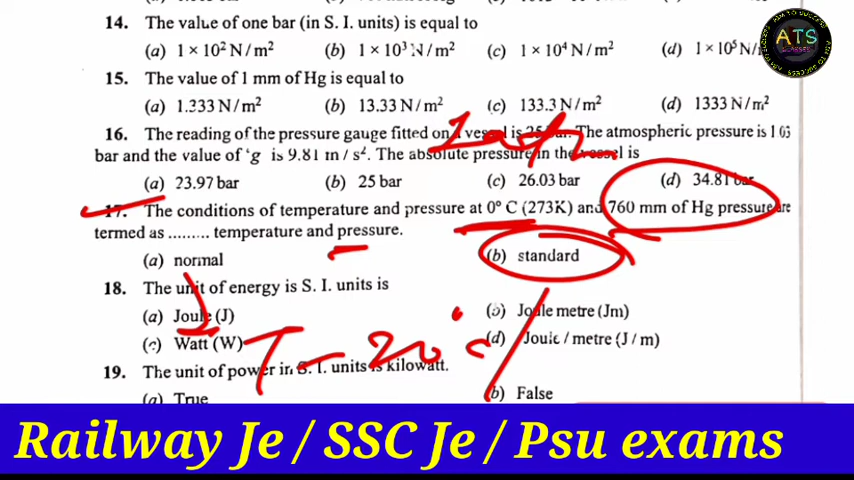 14. The value of one bar (in S. I. units) is equal to
(a) 1 × 10² N / m² (b) 1 × 10³ N / m² (c) 1 × 10⁴ N / m² (d) 1 × 10⁵ N/
15. The value of 1 mm of Hg is equal to
(a) 1.333 N / m² (b) 13.33 N / m² (c) 133.3 N / m² (d) 1333 N / m²
16. The reading of the pressure gauge fitted on a vessel is 25 bar. The atmospheric pressure is 1.03
bar and the value of 'g is 9.81 m / s². The absolute pressure in the vessel is
(a) 23.97 bar (b) 25 bar (c) 26.03 bar (d) 34.81 bar
17. The conditions of temperature and pressure at 0° C (273K) and 760 mm of Hg pressure are
termed as ......... temperature and pressure.
(a) normal (b) standard
18. The unit of energy is S. I. units is
(a) Joule (J) (b) Joule metre (Jm)
(c) Watt (W) (d) Joule / metre (J / m)
T - 20°C
19. The unit of power in S. I. units is kilowatt.
(a) True (b) False
ATS
CLASSES
Railway Je / SSC Je / Psu exams